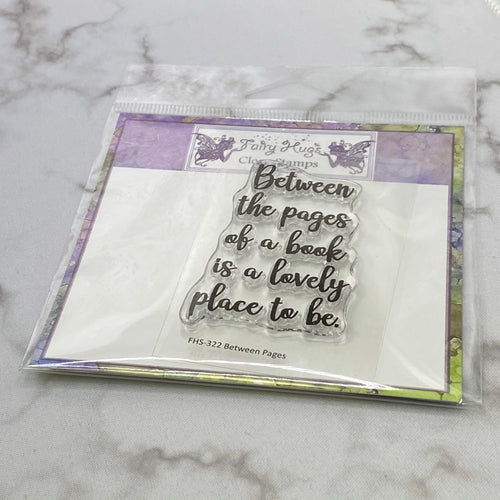 Fairy Hugs
Clear Stamps
Between
the pages
of a book
is a lovely
place to be.
FHS-322 Between Pages